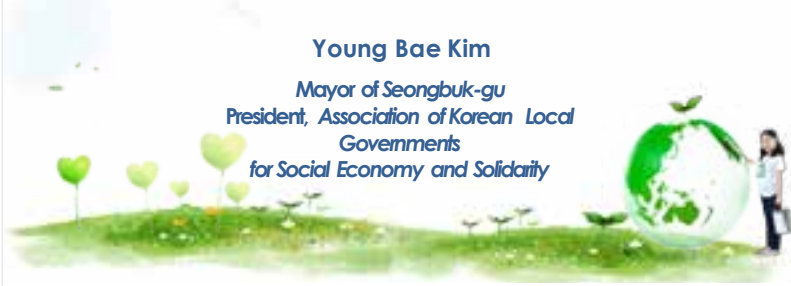 Young Bae Kim
Mayor of Seongbuk-gu
President, Association of Korean Local
Governments
for Social Economy and Solidarity